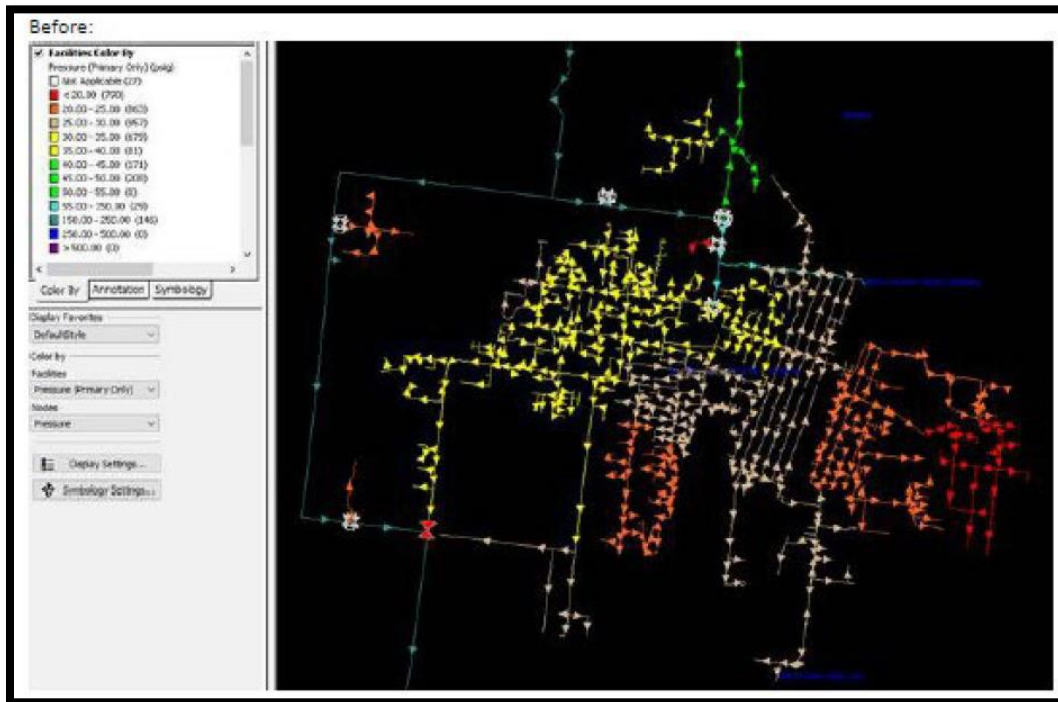 Before:
Facilities Color By
Pressure (Primary Only) (psig)
Not Applicable (27)
< 20.00 (790)
20.00 - 25.00 (863)
25.00 - 30.00 (957)
30.00 - 35.00 (675)
35.00 - 40.00 (81)
40.00 - 45.00 (171)
45.00 - 50.00 (208)
50.00 - 55.00 (0)
55.00 - 150.00 (29)
150.00 - 250.00 (146)
250.00 - 500.00 (0)
> 500.00 (0)
Color By Annotation Symbology
Display Favorites
DefaultStyle
Color by
Facilities
Pressure (Primary Only)
Nodes
Pressure
Display Settings...
Symbology Settings...